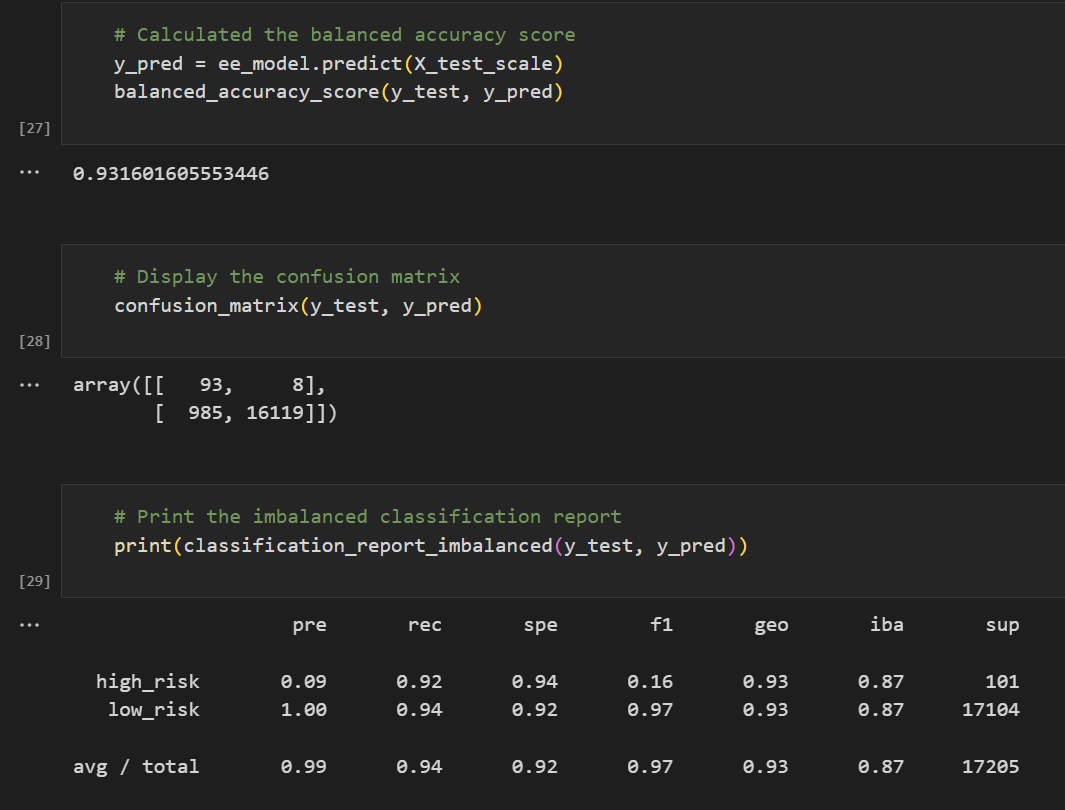 # Calculated the balanced accuracy score
y_pred = ee_model.predict(X_test_scale)
balanced_accuracy_score(y_test, y_pred)
[27]
... 0.931601605553446
# Display the confusion matrix
confusion_matrix(y_test, y_pred)
[28]
... array([[   93,     8],
       [  985, 16119]])
# Print the imbalanced classification report
print(classification_report_imbalanced(y_test, y_pred))
[29]
... pre rec spe f1 geo iba sup
high_risk 0.09 0.92 0.94 0.16 0.93 0.87 101
low_risk 1.00 0.94 0.92 0.97 0.93 0.87 17104
avg / total 0.99 0.94 0.92 0.97 0.93 0.87 17205